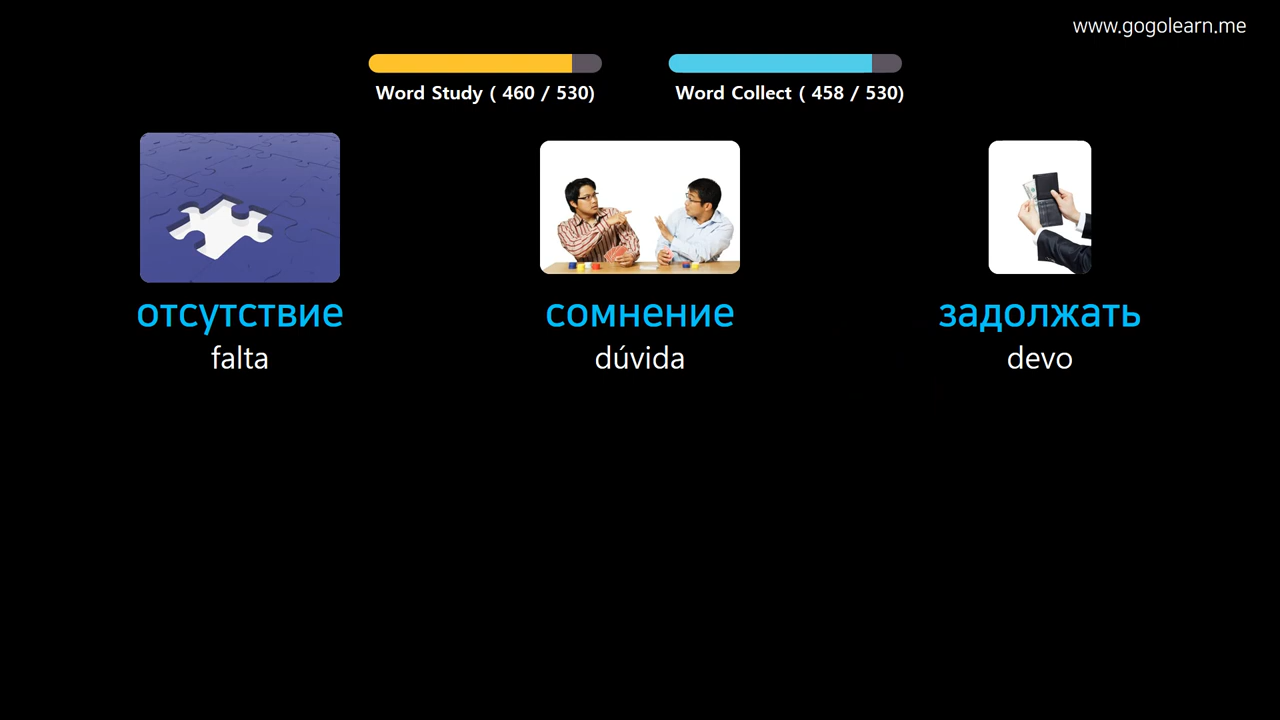 www.gogolearn.me
Word Study ( 460 / 530)
Word Collect ( 458 / 530)
отсутствие
falta
сомнение
dúvida
задолжать
devo